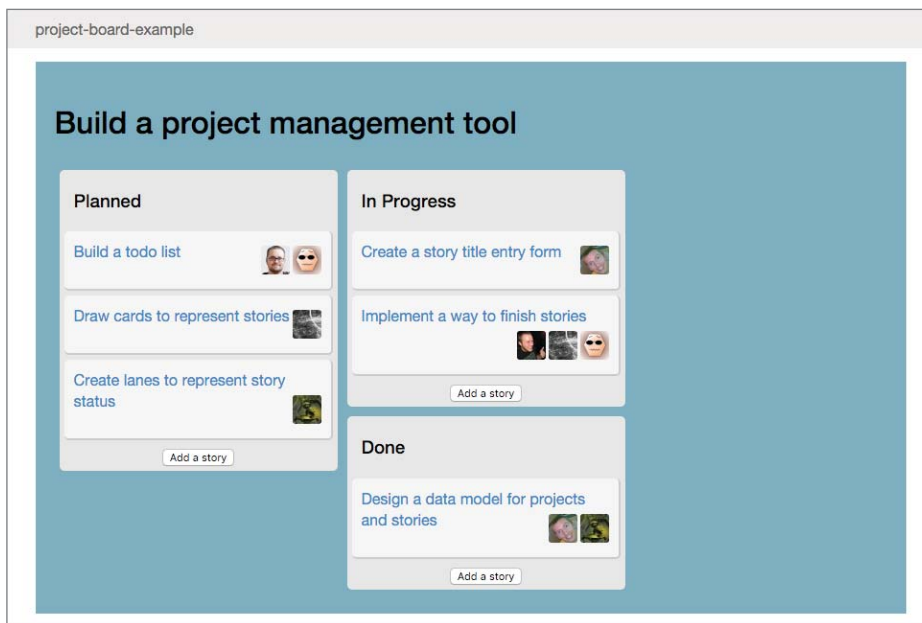 project-board-example
Build a project management tool
Planned
Build a todo list
Draw cards to represent stories
Create lanes to represent story
status
Add a story
In Progress
Create a story title entry form
Implement a way to finish stories
Add a story
Done
Design a data model for projects
and stories
Add a story